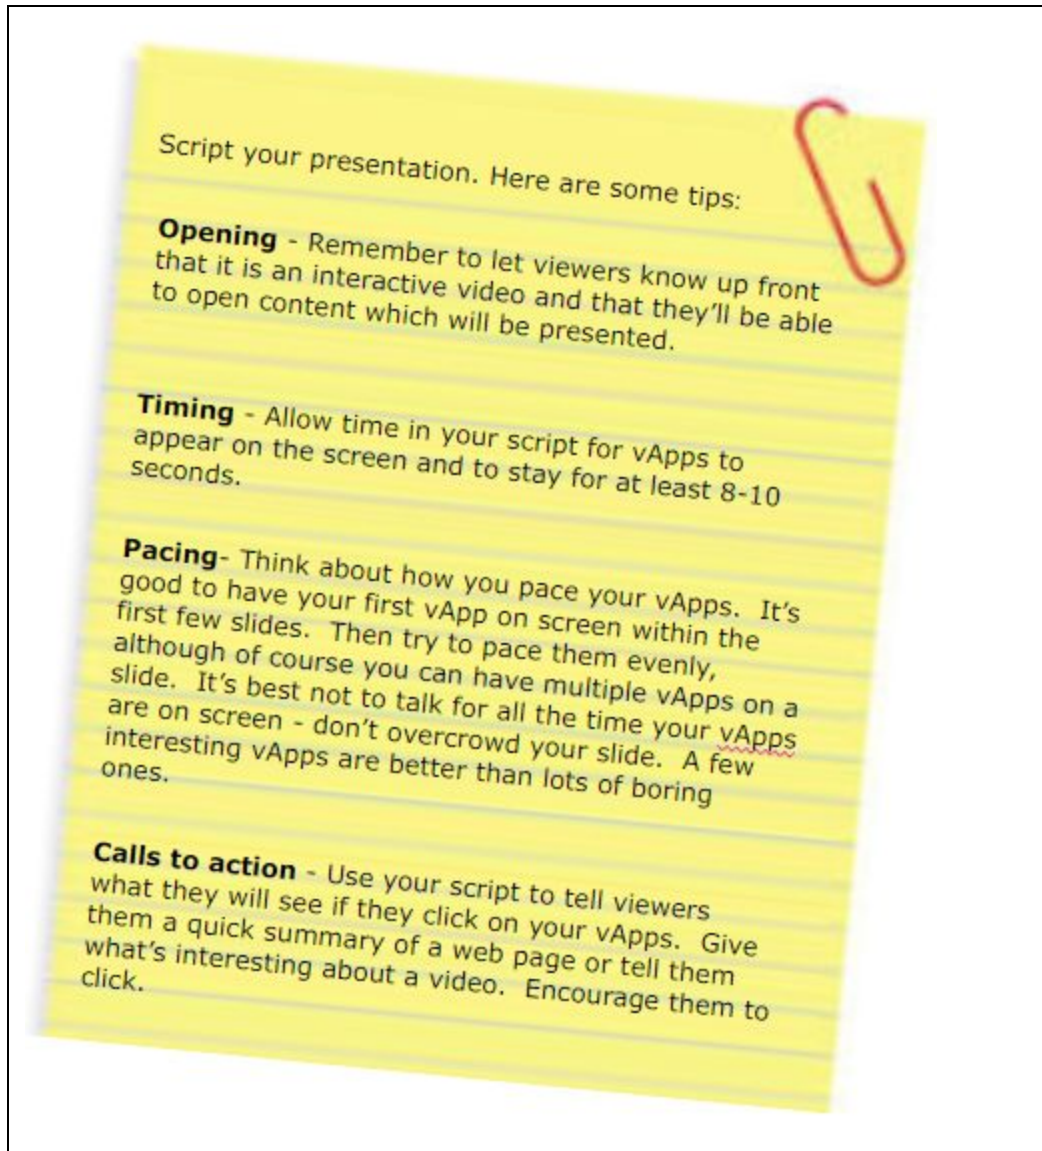 Script your presentation. Here are some tips:
Opening - Remember to let viewers know up front
that it is an interactive video and that they'll be able
to open content which will be presented.
Timing - Allow time in your script for vApps to
appear on the screen and to stay for at least 8-10
seconds.
Pacing- Think about how you pace your vApps.  It's
good to have your first vApp on screen within the
first few slides.  Then try to pace them evenly,
although of course you can have multiple vApps on a
slide.  It's best not to talk for all the time your vApps
are on screen - don't overcrowd your slide.  A few
interesting vApps are better than lots of boring
ones.
Calls to action - Use your script to tell viewers
what they will see if they click on your vApps.  Give
them a quick summary of a web page or tell them
what's interesting about a video.  Encourage them to
click.